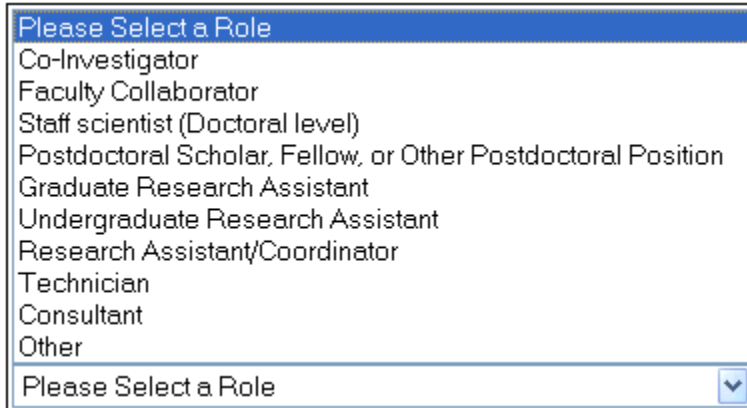 Please Select a Role
Co-Investigator
Faculty Collaborator
Staff scientist (Doctoral level)
Postdoctoral Scholar, Fellow, or Other Postdoctoral Position
Graduate Research Assistant
Undergraduate Research Assistant
Research Assistant/Coordinator
Technician
Consultant
Other
Please Select a Role